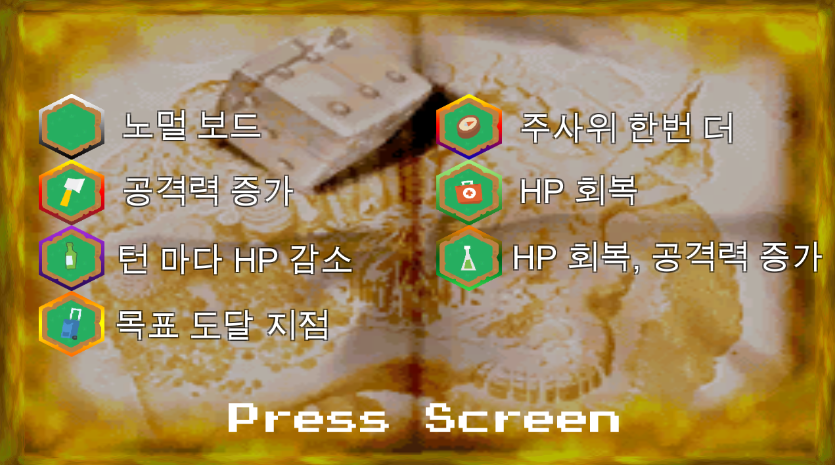 노멀 보드
공격력 증가
턴 마다 HP 감소
목표 도달 지점
주사위 한번 더
HP 회복
HP 회복, 공격력 증가
Press Screen